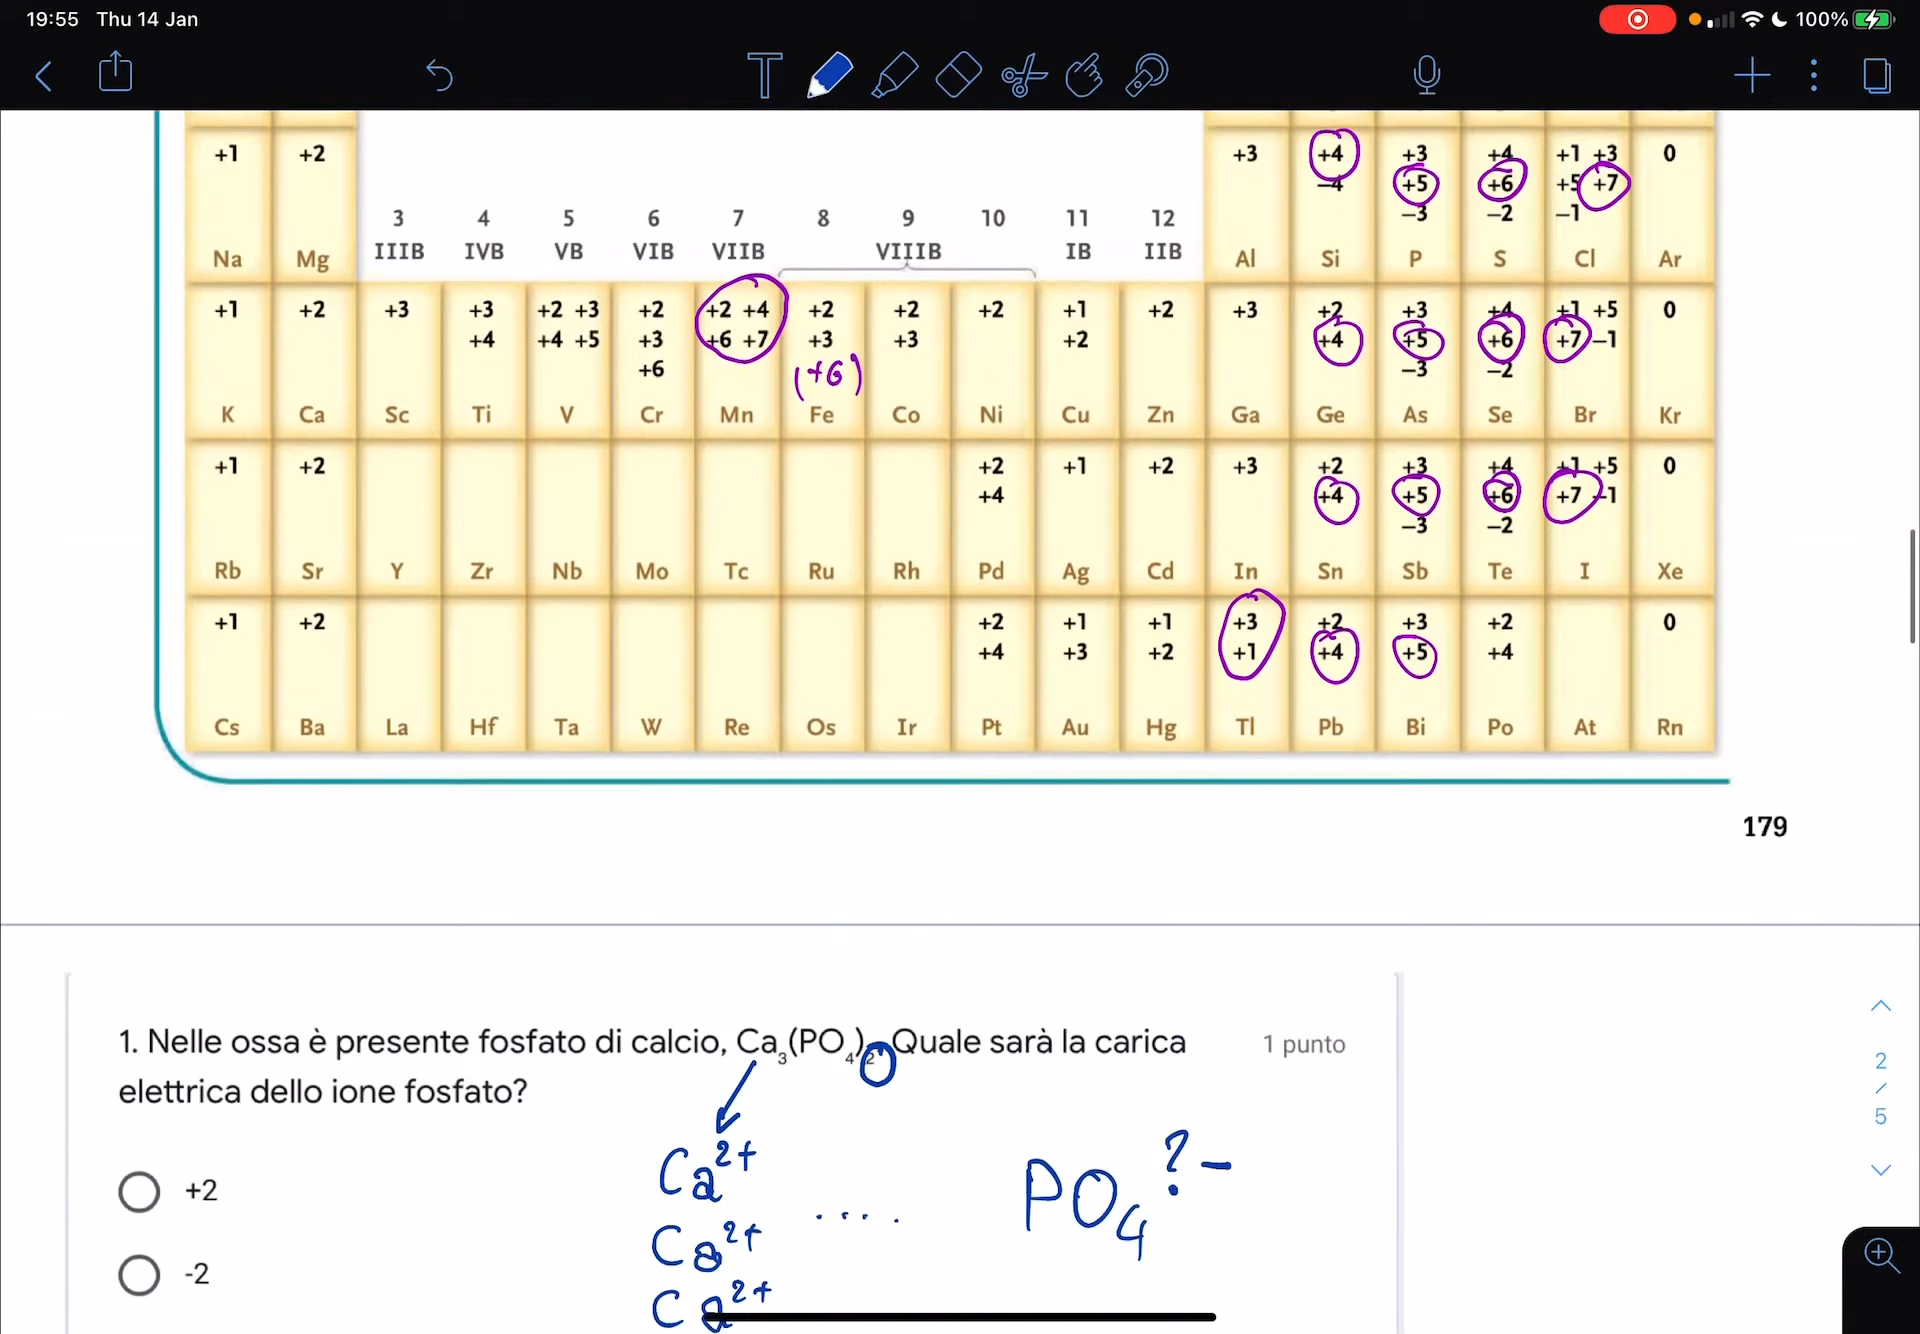 19:55 Thu 14 Jan
100%
+1 +2 +3 +4 +3 +4 +1 +3 0
-4 +5 +6 +5 +7
-3 -2 -1
3 4 5 6 7 8 9 10 11 12
IIIB IVB VB VIB VIIB VIIIB IB IIB
Na Mg Al Si P S Cl Ar
+1 +2 +3 +3 +2 +3 +2 +2 +4 +2 +2 +2 +1 +2 +3 +2 +3 +4 +1 +5 0
+4 +4 +5 +3 +6 +7 +3 +3 +2 +4 +5 +6 +7 -1
+6 (+6) -3 -2
K Ca Sc Ti V Cr Mn Fe Co Ni Cu Zn Ga Ge As Se Br Kr
+1 +2 +2 +1 +2 +3 +2 +3 +4 +1 +5 0
+4 +4 +5 +6 +7 -1
-3 -2
Rb Sr Y Zr Nb Mo Tc Ru Rh Pd Ag Cd In Sn Sb Te I Xe
+1 +2 +2 +1 +1 +3 +2 +3 +2 0
+4 +3 +2 +1 +4 +5 +4
Cs Ba La Hf Ta W Re Os Ir Pt Au Hg Tl Pb Bi Po At Rn
179
1. Nelle ossa è presente fosfato di calcio, Ca₃(PO₄)₂. Quale sarà la carica 1 punto
elettrica dello ione fosfato?
Ca²⁺
PO₄ ?-
+2
Ca²⁺ ....
-2
Ca²⁺
2
/
5